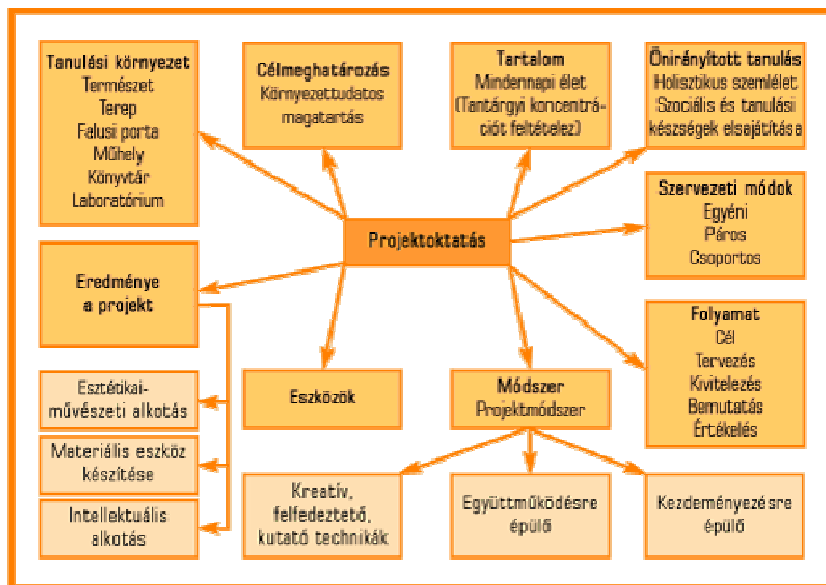 Tanulási környezet
Természet
Terep
Falusii porta
Műhely
Könyvtár
Laboratórium
Célmeghatározás
Környezettudatos
magatartás
Tartalom
Mindennapi élet
(Tantárgyi koncentrá-
ciót feltételez)
Önirányított tanulás
Holisztikus szemlélet
Szociális és tanulási
készségek elsajátítása
Projektoktatás
Szervezeti módok
Egyéni
Páros
Csoportos
Eredménye
a projekt
Folyamat
Cél
Tervezés
Kivitelezés
Bemutatás
Értékelés
Eszközök
Módszer
Projektmódszer
Esztétikai-
művészeti alkotás
Materiális eszköz
készítése
Intellektuális
alkotás
Kreatív,
felfedeztető,
kutató technikák
Együttműködésre
épülő
Kezdeményezésre
épülő